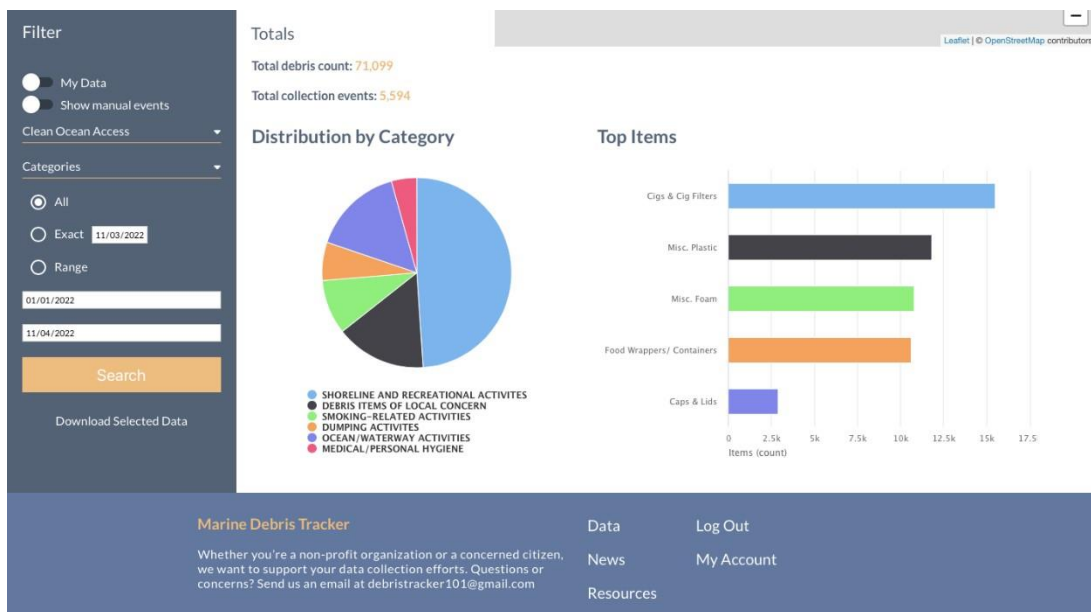 Filter
My Data
Show manual events
Clean Ocean Access
Categories
All
Exact 11/03/2022
Range
01/01/2022
11/04/2022
Search
Download Selected Data
Totals
Total debris count: 71,099
Total collection events: 5,594
−
Leaflet | © OpenStreetMap contributors
Distribution by Category
SHORELINE AND RECREATIONAL ACTIVITES
DEBRIS ITEMS OF LOCAL CONCERN
SMOKING-RELATED ACTIVITIES
DUMPING ACTIVITES
OCEAN/WATERWAY ACTIVITIES
MEDICAL/PERSONAL HYGIENE
Top Items
Cigs & Cig Filters
Misc. Plastic
Misc. Foam
Food Wrappers/ Containers
Caps & Lids
0 2.5k 5k 7.5k 10k 12.5k 15k 17.5
Items (count)
Marine Debris Tracker
Whether you're a non-profit organization or a concerned citizen,
we want to support your data collection efforts. Questions or
concerns? Send us an email at debristracker101@gmail.com
Data
News
Resources
Log Out
My Account